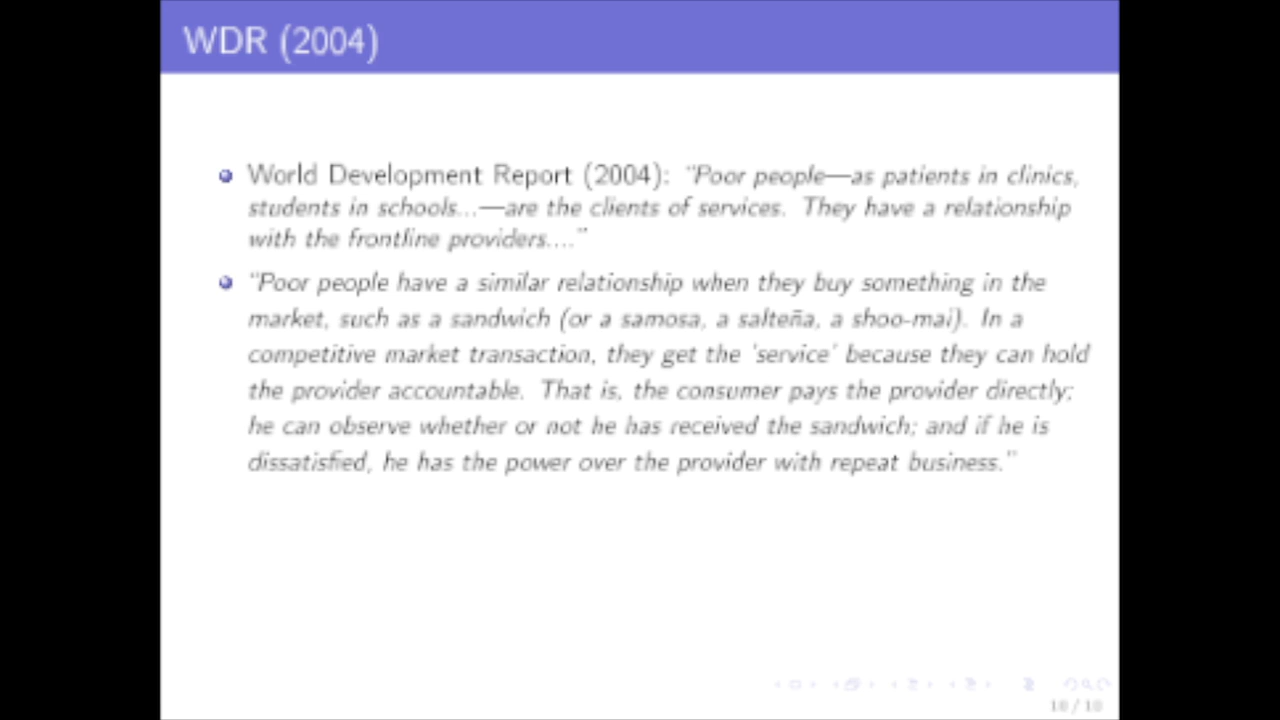 WDR (2004)
World Development Report (2004): "Poor people—as patients in clinics,
students in schools...—are the clients of services. They have a relationship
with the frontline providers...."
"Poor people have a similar relationship when they buy something in the
market, such as a sandwich (or a samosa, a salteña, a shoo-mai). In a
competitive market transaction, they get the 'service' because they can hold
the provider accountable. That is, the consumer pays the provider directly;
he can observe whether or not he has received the sandwich; and if he is
dissatisfied, he has the power over the provider with repeat business."